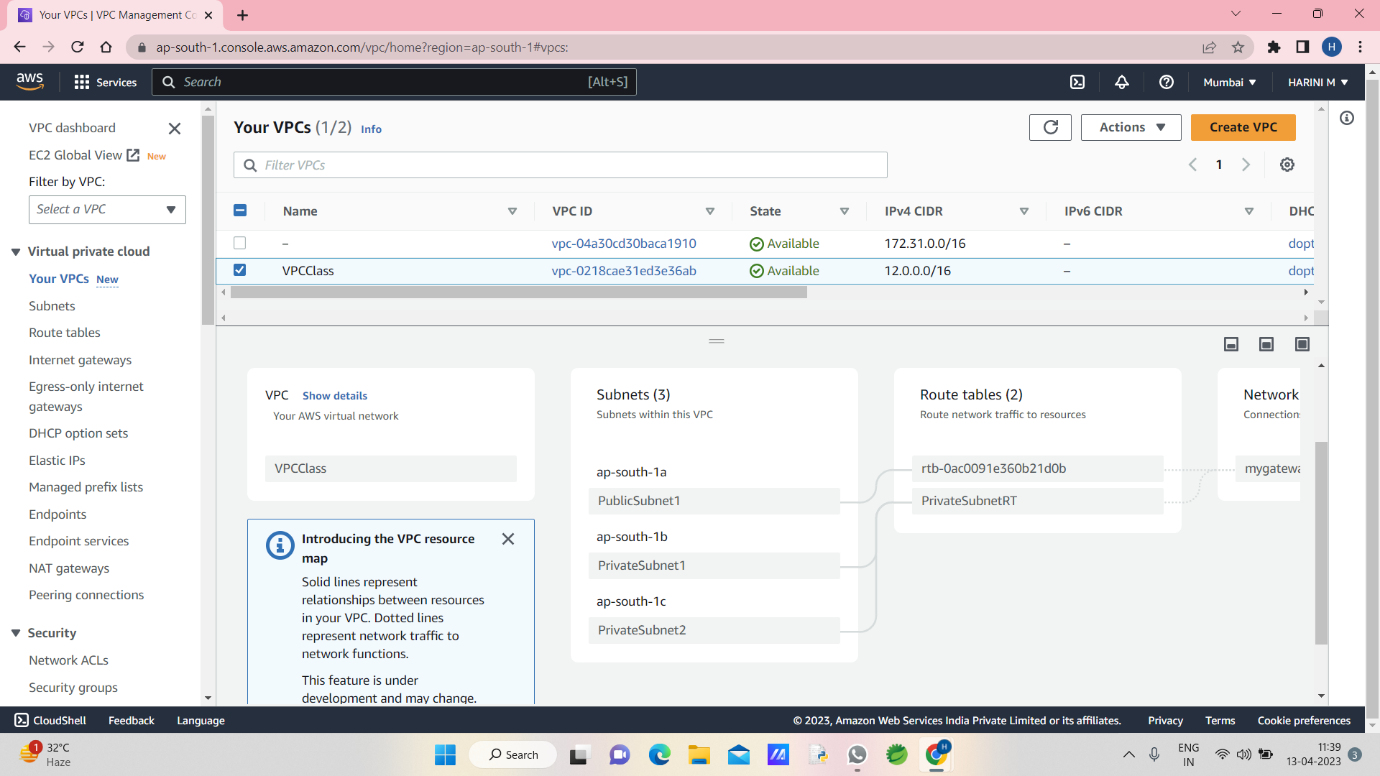 Your VPCs | VPC Management Co
ap-south-1.console.aws.amazon.com/vpc/home?region=ap-south-1#vpcs:
H
aws
Services
Search
[Alt+S]
Mumbai
HARINI M
VPC dashboard
EC2 Global View New
Filter by VPC:
Select a VPC
Virtual private cloud
Your VPCs New
Subnets
Route tables
Internet gateways
Egress-only internet
gateways
DHCP option sets
Elastic IPs
Managed prefix lists
Endpoints
Endpoint services
NAT gateways
Peering connections
Security
Network ACLs
Security groups
Your VPCs (1/2) Info
Actions
Create VPC
Filter VPCs
1
Name VPC ID State IPv4 CIDR IPv6 CIDR DHC
– vpc-04a30cd30baca1910 Available 172.31.0.0/16 – dopt
VPCClass vpc-0218cae31ed3e36ab Available 12.0.0.0/16 – dopt
VPC Show details
Your AWS virtual network
VPCClass
Introducing the VPC resource
map
Solid lines represent
relationships between resources
in your VPC. Dotted lines
represent network traffic to
network functions.
This feature is under
development and may change.
Subnets (3)
Subnets within this VPC
ap-south-1a
PublicSubnet1
ap-south-1b
PrivateSubnet1
ap-south-1c
PrivateSubnet2
Route tables (2)
Route network traffic to resources
rtb-0ac0091e360b21d0b
PrivateSubnetRT
Network
Connection
mygatewa
CloudShell Feedback Language
© 2023, Amazon Web Services India Private Limited or its affiliates. Privacy Terms Cookie preferences
1
32°C
Haze
Search
H
ENG
IN
11:39
13-04-2023
3